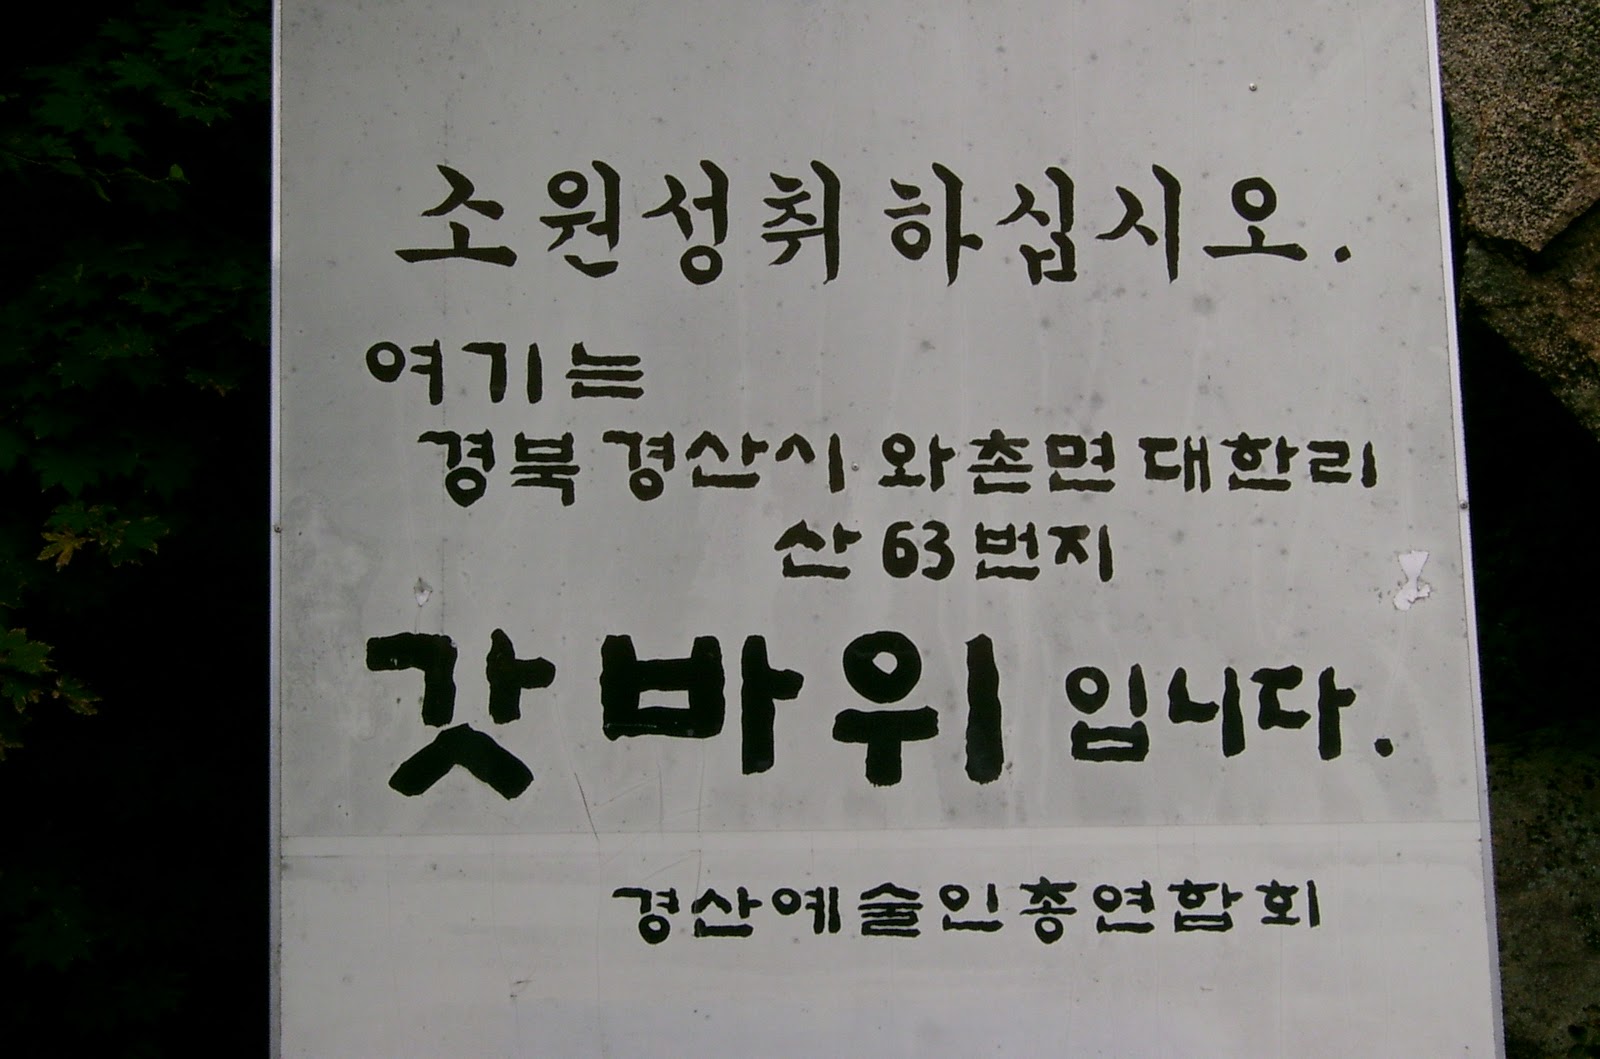 소원성취 하십시오.
여기는
경북 경산시 와촌면 대한리
산 63 번지
갓바위 입니다.
경산예술인총연합회